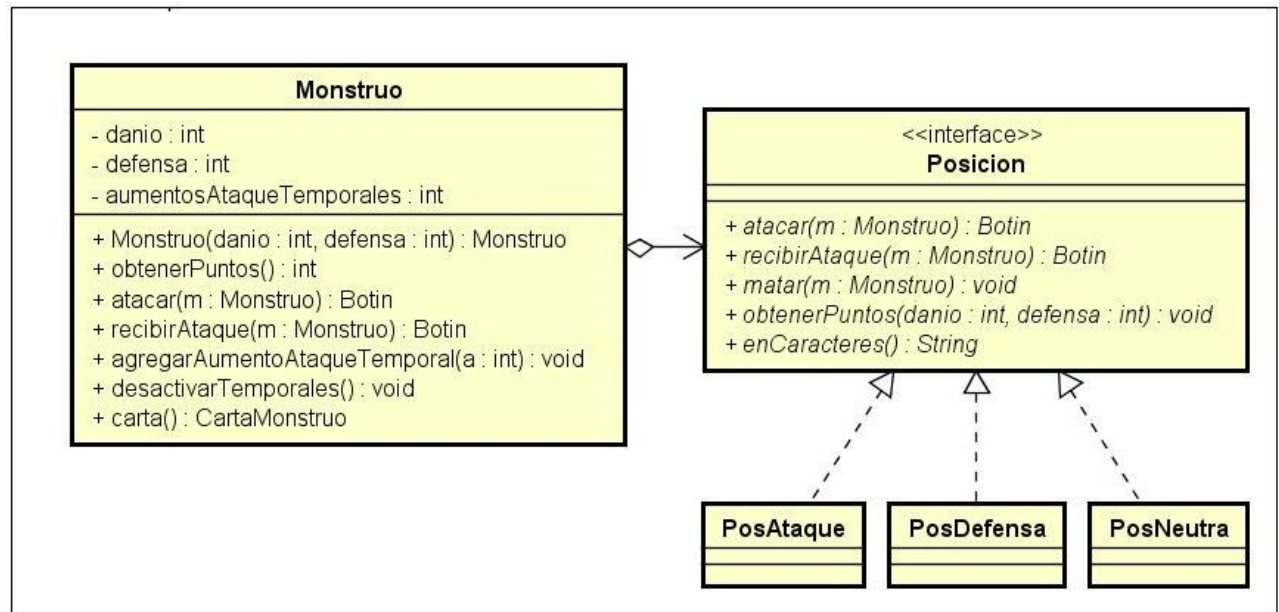 Monstruo
- danio : int
- defensa : int
- aumentosAtaqueTemporales : int
+ Monstruo(danio : int, defensa : int) : Monstruo
+ obtenerPuntos() : int
+ atacar(m : Monstruo) : Botin
+ recibirAtaque(m : Monstruo) : Botin
+ agregarAumentoAtaqueTemporal(a : int) : void
+ desactivarTemporales() : void
+ carta() : CartaMonstruo
<<interface>>
Posicion
+ atacar(m : Monstruo) : Botin
+ recibirAtaque(m : Monstruo) : Botin
+ matar(m : Monstruo) : void
+ obtenerPuntos(danio : int, defensa : int) : void
+ enCaracteres() : String
PosAtaque
PosDefensa
PosNeutra